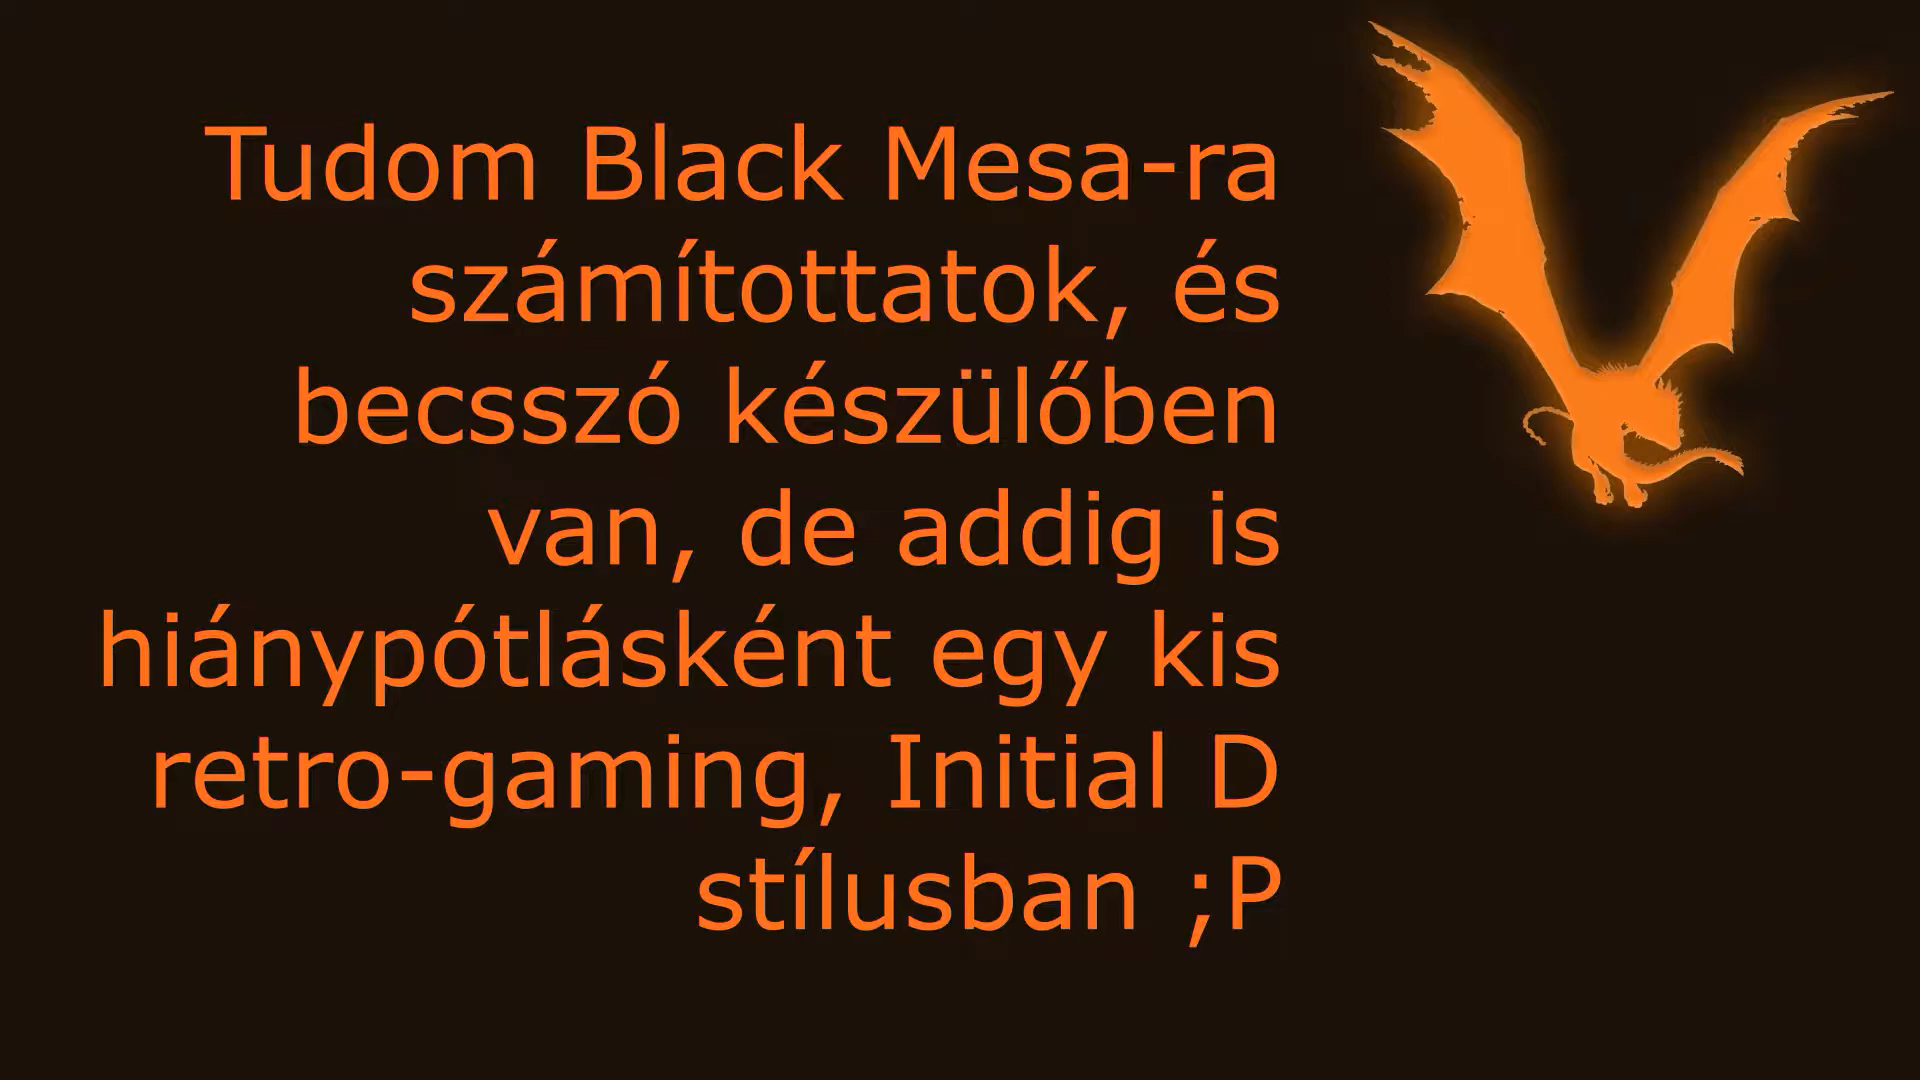 Tudom Black Mesa-ra
számítottatok, és
becsszó készülőben
van, de addig is
hiánypótlásként egy kis
retro-gaming, Initial D
stílusban ;P